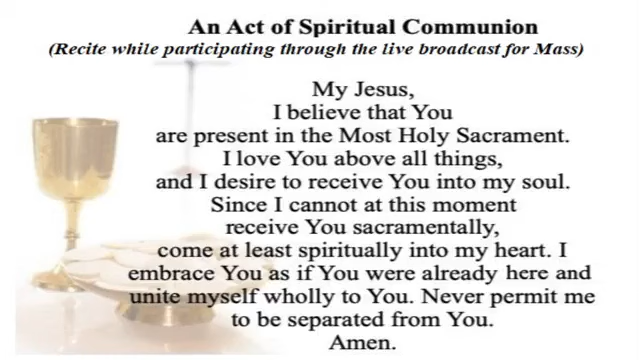 An Act of Spiritual Communion
(Recite while participating through the live broadcast for Mass)
My Jesus,
I believe that You
are present in the Most Holy Sacrament.
I love You above all things,
and I desire to receive You into my soul.
Since I cannot at this moment
receive You sacramentally,
come at least spiritually into my heart. I
embrace You as if You were already here and
unite myself wholly to You. Never permit me
to be separated from You.
Amen.